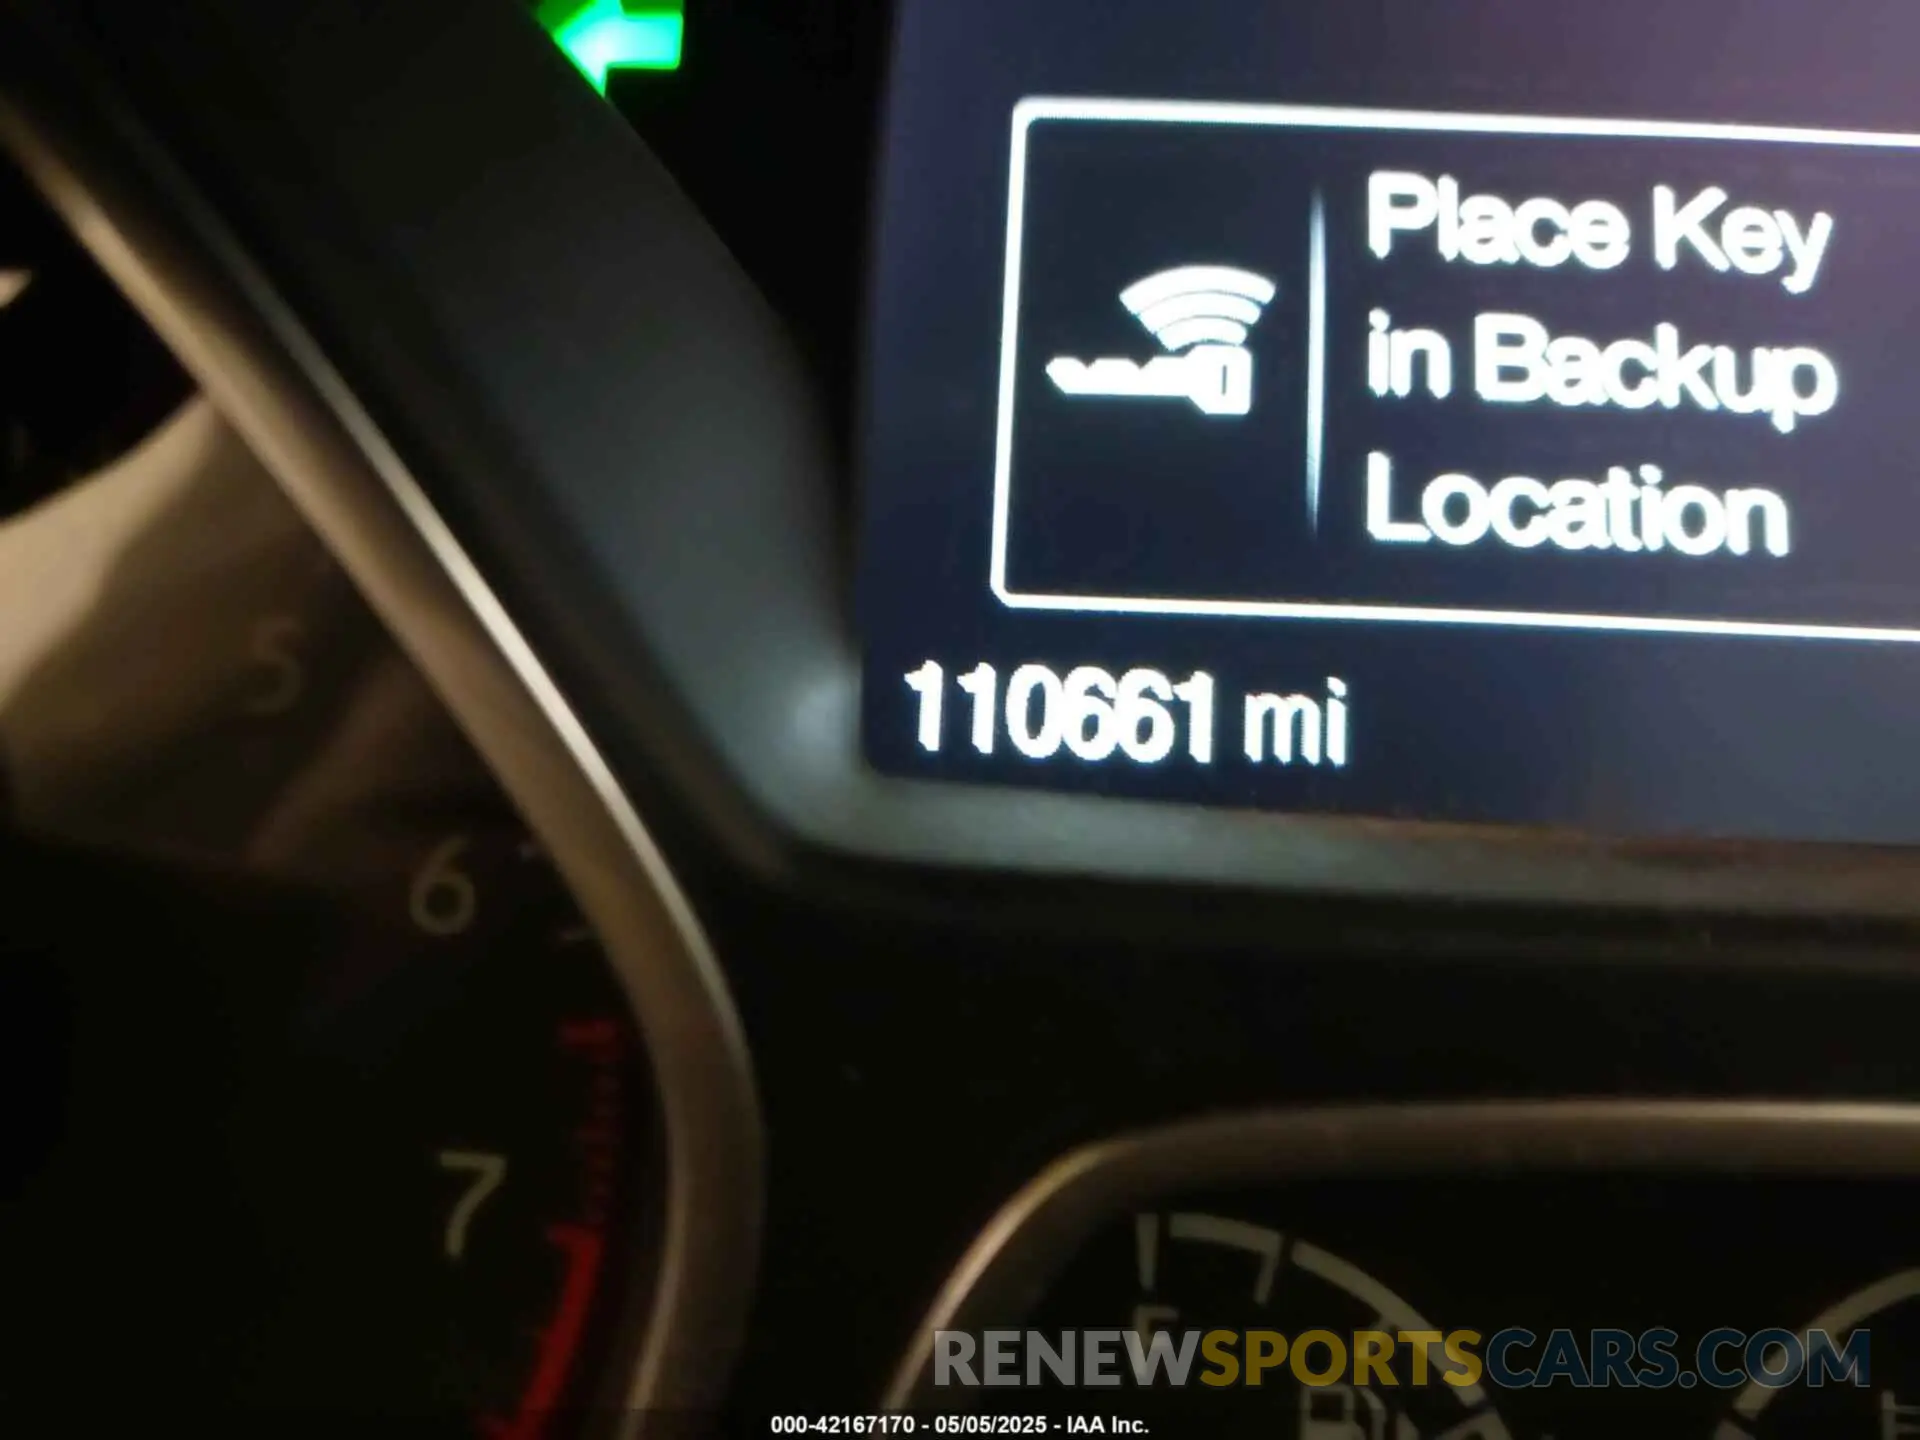 Place Key
in Backup
Location
110661 mi
5
6
7
F
RENEWSPORTSCARS.COM
000-42167170 - 05/05/2025 - IAA Inc.